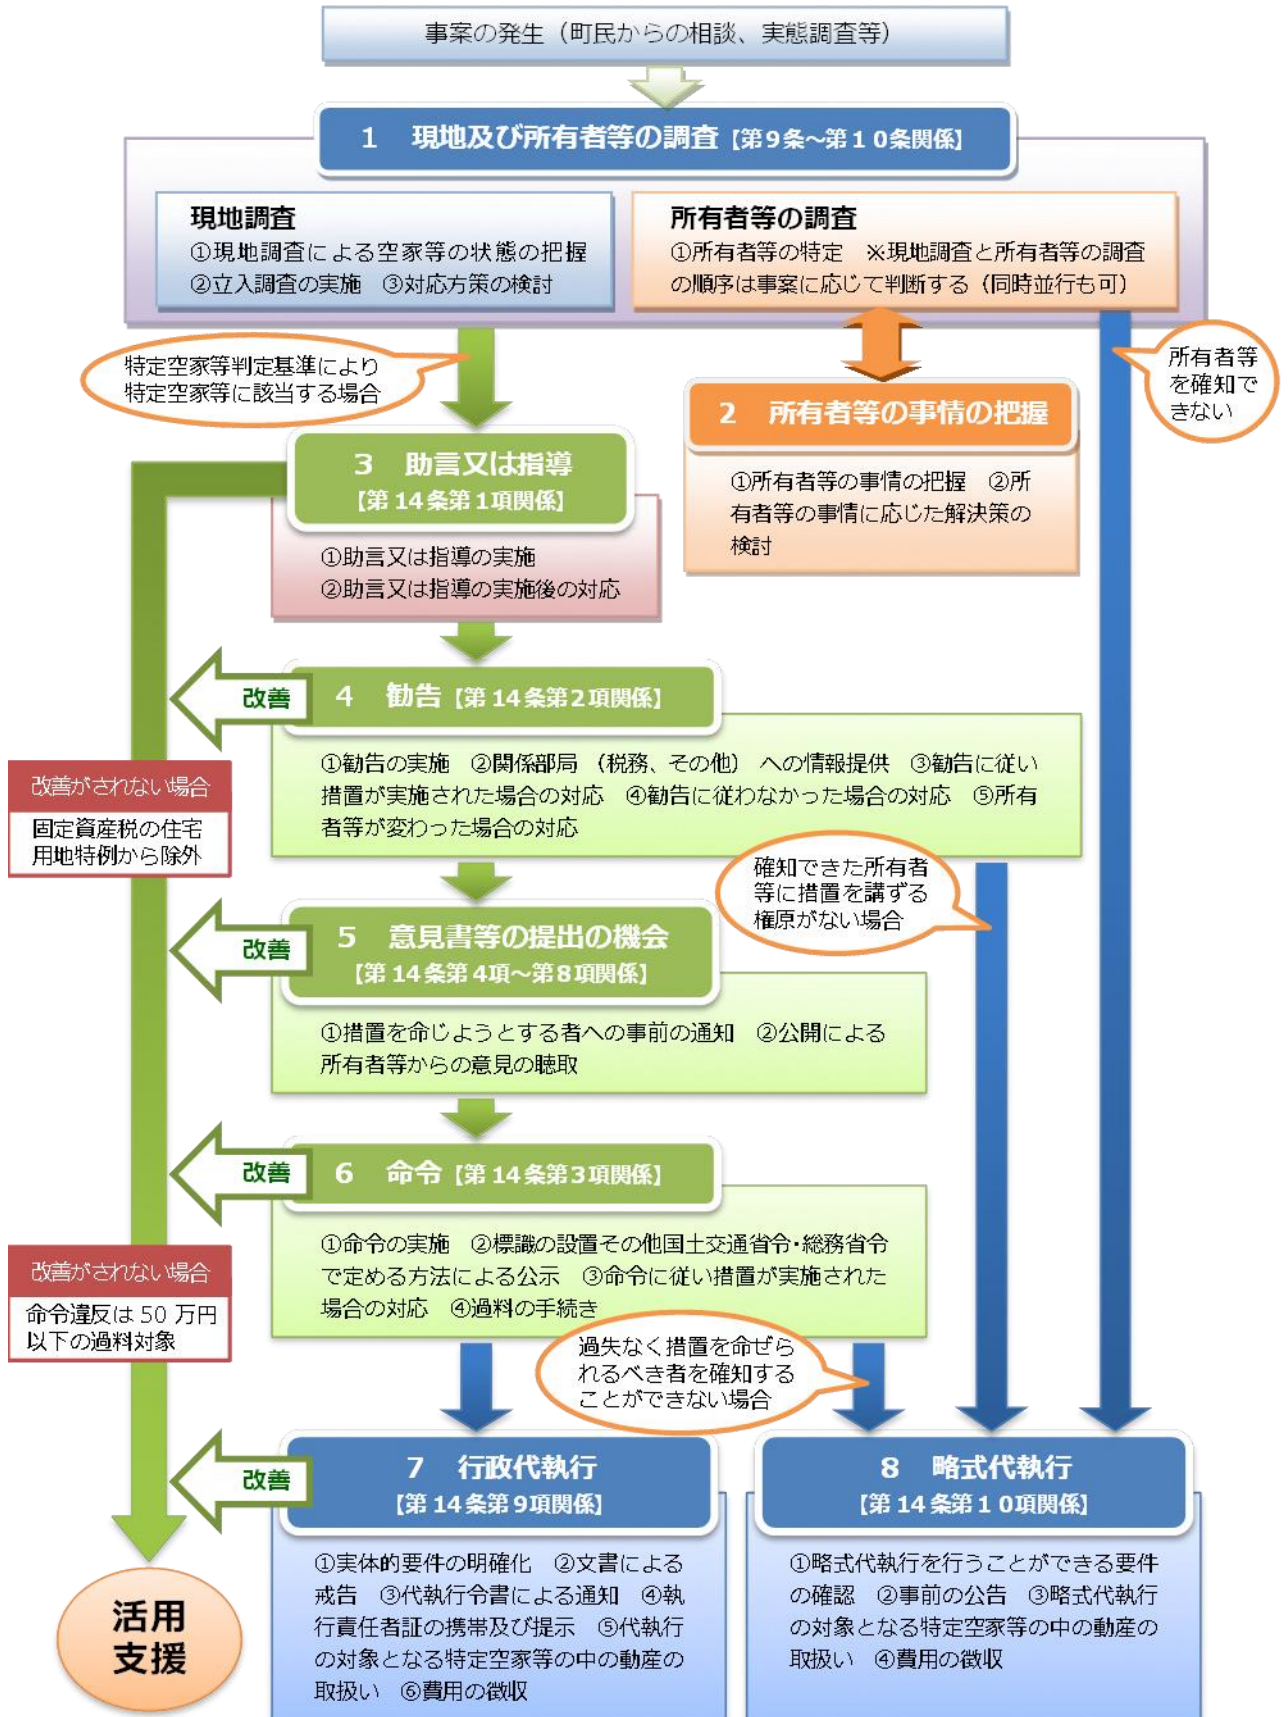 事案の発生（町民からの相談、実態調査等）
1 現地及び所有者等の調査【第９条～第１０条関係】
現地調査
①現地調査による空家等の状態の把握
②立入調査の実施 ③対応方策の検討
所有者等の調査
①所有者等の特定 ※現地調査と所有者等の調査
の順序は事案に応じて判断する（同時並行も可）
特定空家等判定基準により
特定空家等に該当する場合
所有者等
を確知で
きない
2 所有者等の事情の把握
①所有者等の事情の把握 ②所
有者等の事情に応じた解決策の
検討
3 助言又は指導
【第14条第１項関係】
①助言又は指導の実施
②助言又は指導の実施後の対応
改善
4 勧告【第14条第２項関係】
①勧告の実施 ②関係部局 （税務、その他） への情報提供 ③勧告に従い
措置が実施された場合の対応 ④勧告に従わなかった場合の対応 ⑤所有
者等が変わった場合の対応
改善がされない場合
固定資産税の住宅
用地特例から除外
確知できた所有者
等に措置を講ずる
権原がない場合
改善
5 意見書等の提出の機会
【第14条第４項～第８項関係】
①措置を命じようとする者への事前の通知 ②公開による
所有者等からの意見の聴取
改善
6 命令【第14条第３項関係】
①命令の実施 ②標識の設置その他国土交通省令・総務省令
で定める方法による公示 ③命令に従い措置が実施された
場合の対応 ④過料の手続き
改善がされない場合
命令違反は 50 万円
以下の過料対象
過失なく措置を命ぜら
れるべき者を確知する
ことができない場合
改善
7 行政代執行
【第14条第９項関係】
①実体的要件の明確化 ②文書による
戒告 ③代執行令書による通知 ④執
行責任者証の携帯及び提示 ⑤代執行
の対象となる特定空家等の中の動産の
取扱い ⑥費用の徴収
8 略式代執行
【第14条第１０項関係】
①略式代執行を行うことができる要件
の確認 ②事前の公告 ③略式代執行
の対象となる特定空家等の中の動産の
取扱い ④費用の徴収
活用
支援